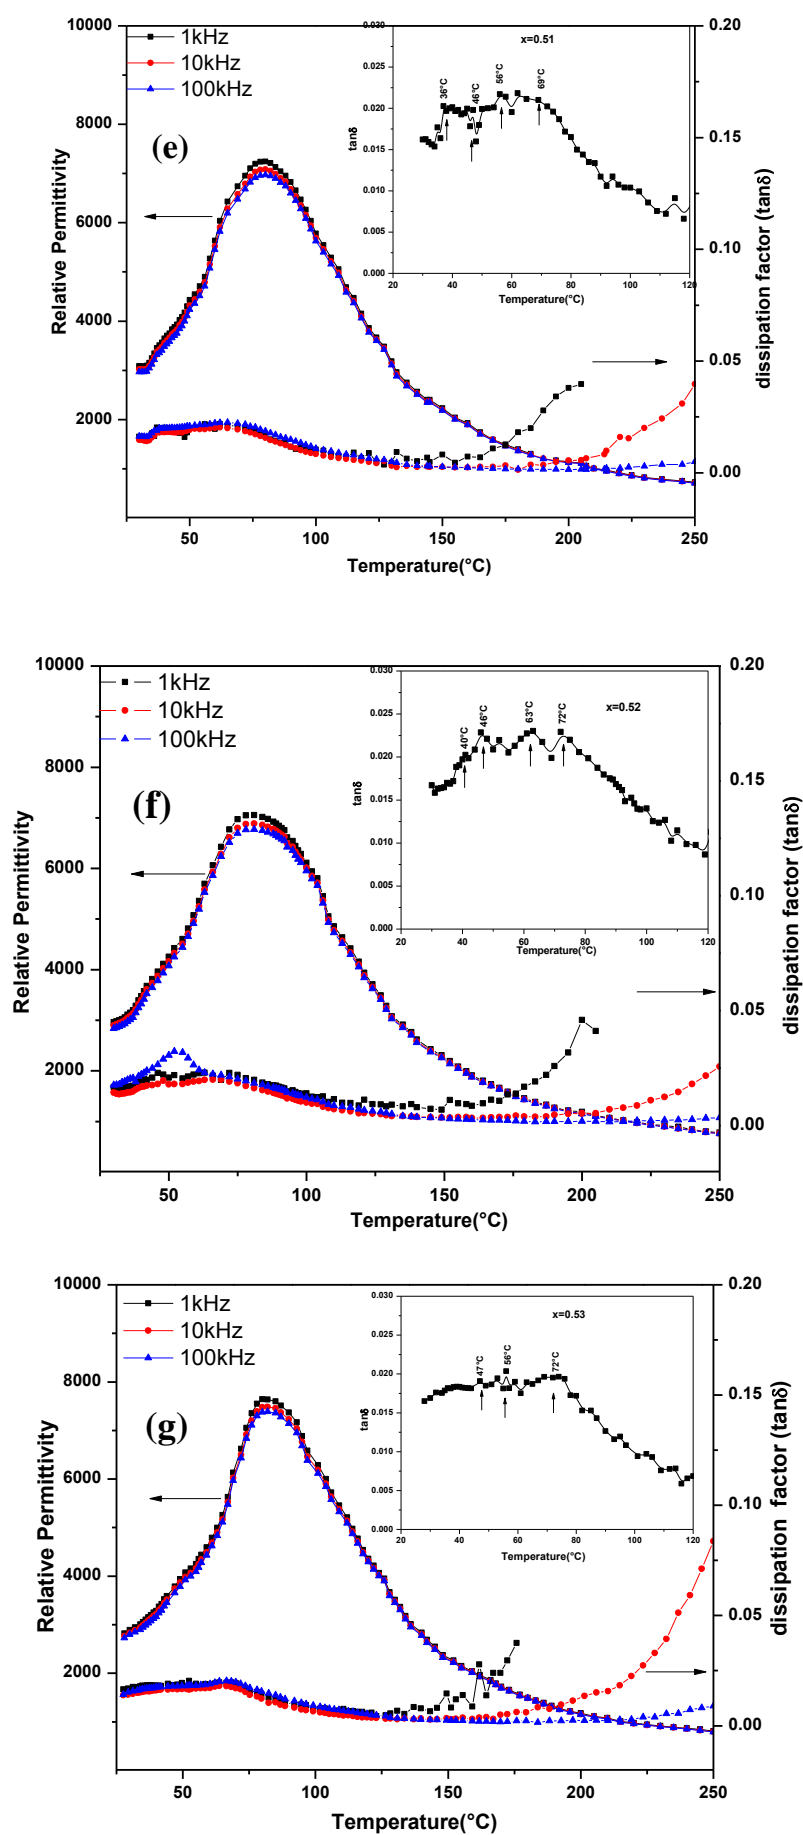 10000
8000
7000
4000
2000
Relative Permittivity
1kHz
10kHz
100kHz
(e)
x=0.51
0.030
0.025
0.020
0.015
0.010
0.005
0.000
tanδ
36°C
46°C
56°C
69°C
20 40 60 80 100 120
Temperature(°C)
0.20
0.15
0.10
0.05
0.00
dissipation factor (tanδ)
50 100 150 200 250
Temperature(°C)
10000
8000
6000
4000
2000
Relative Permittivity
1kHz
10kHz
100kHz
(f)
x=0.52
0.030
0.025
0.020
0.015
0.010
0.005
0.000
tanδ
40°C
46°C
63°C
72°C
20 40 60 80 100 120
Temperature(°C)
0.20
0.15
0.10
0.05
0.00
dissipation factor (tanδ)
50 100 150 200 250
Temperature(°C)
10000
8000
6000
4000
2000
Relative Permittivity
1kHz
10kHz
100kHz
(g)
x=0.53
0.030
0.025
0.020
0.015
0.010
0.005
0.000
tanδ
47°C
56°C
72°C
20 40 60 80 100 120
Temperature(°C)
0.20
0.15
0.10
0.05
0.00
dissipation factor (tanδ)
50 100 150 200 250
Temperature(°C)